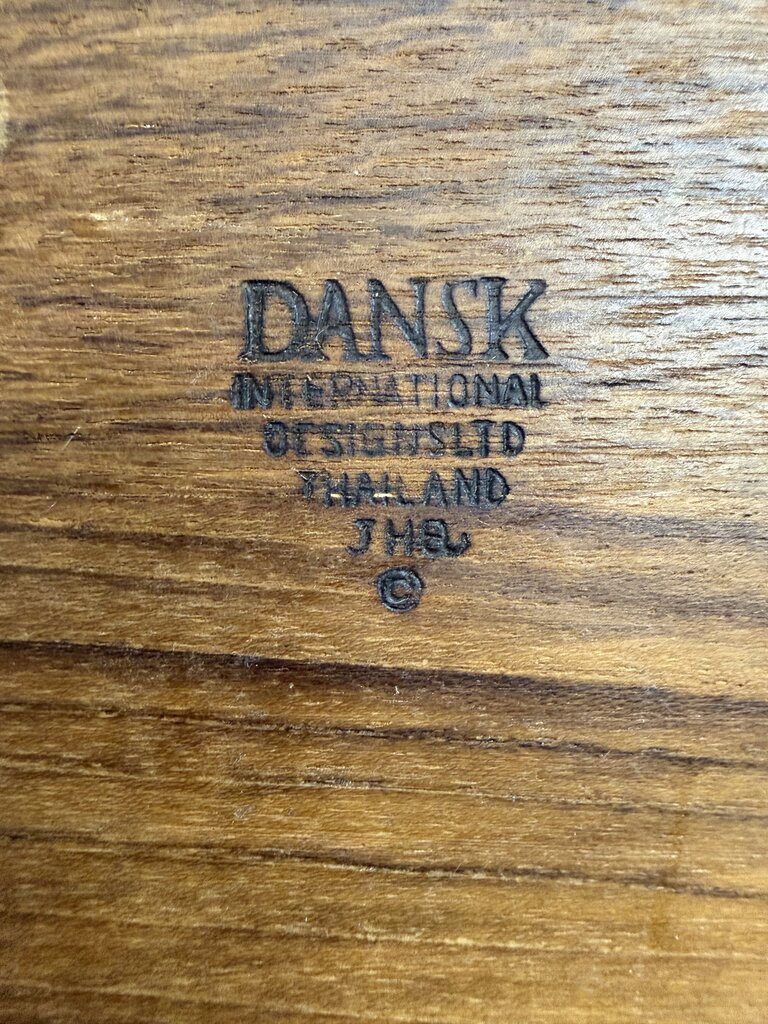 DANSK
INTERNATIONAL
DESIGNS LTD
THAILAND
JHQ
©